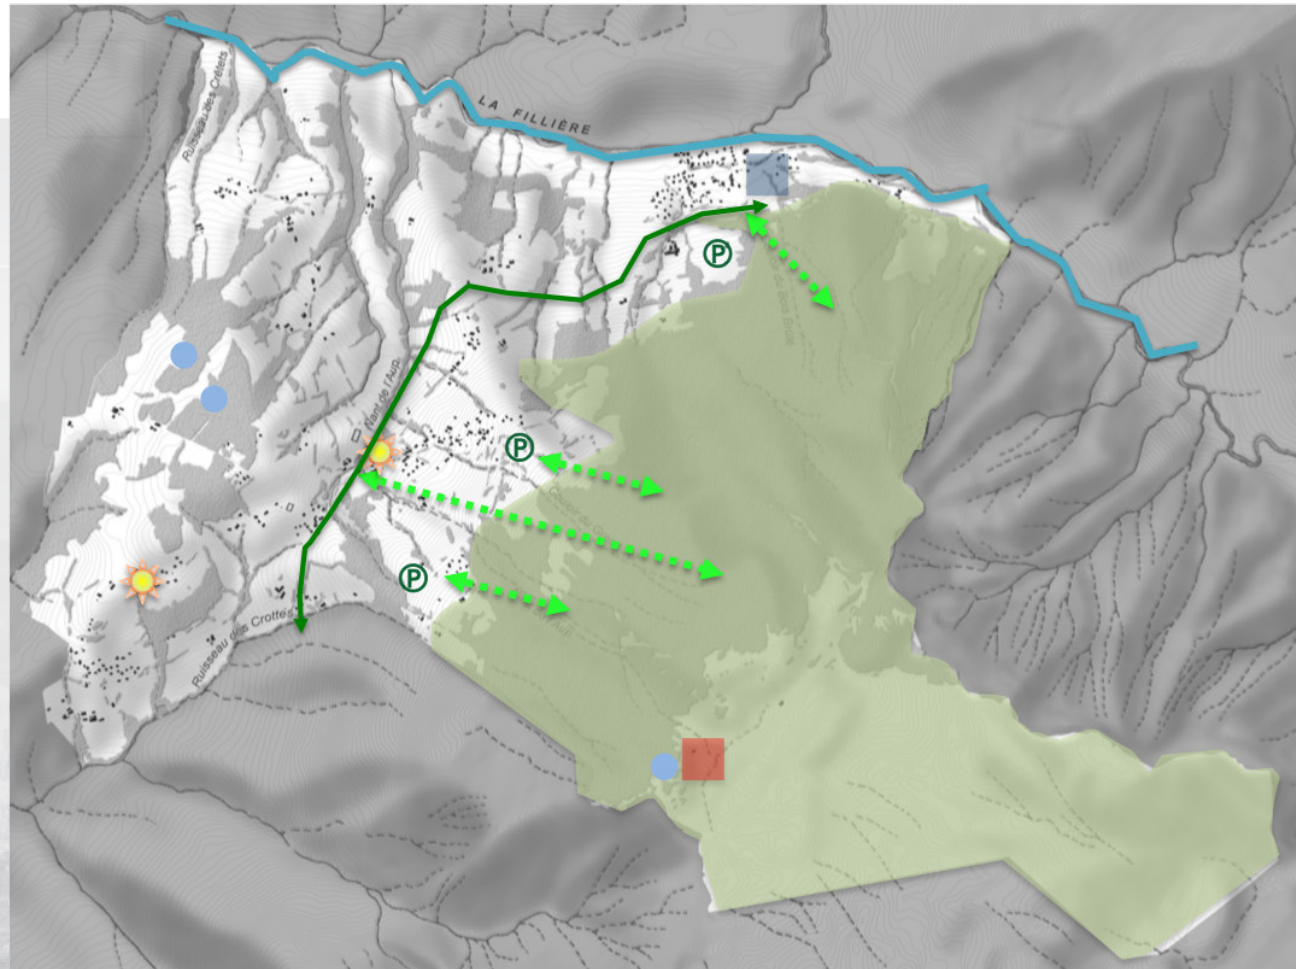 Ruisseau des Crêtets
LA FILLIÈRE
P
Nant de l'Aup
P
P
Ruisseau des Crottes